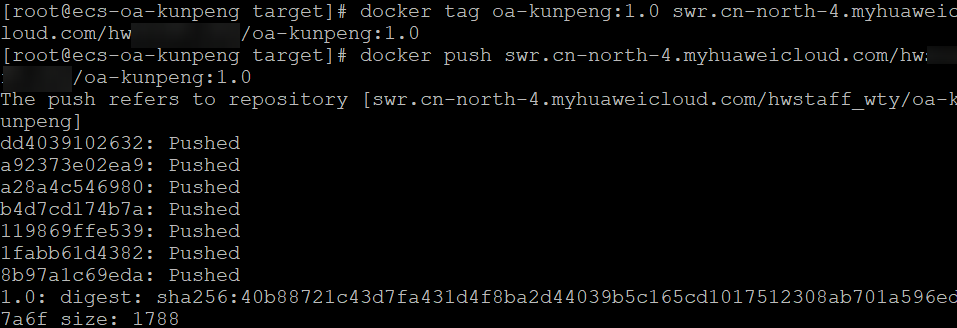 [root@ecs-oa-kunpeng target]# docker tag oa-kunpeng:1.0 swr.cn-north-4.myhuaweic
loud.com/hw /oa-kunpeng:1.0
[root@ecs-oa-kunpeng target]# docker push swr.cn-north-4.myhuaweicloud.com/hws
/oa-kunpeng:1.0
The push refers to repository [swr.cn-north-4.myhuaweicloud.com/hwstaff_wty/oa-k
unpeng]
dd4039102632: Pushed
a92373e02ea9: Pushed
a28a4c546980: Pushed
b4d7cd174b7a: Pushed
119869ffe539: Pushed
1fabb61d4382: Pushed
8b97a1c69eda: Pushed
1.0: digest: sha256:40b88721c43d7fa431d4f8ba2d44039b5c165cd1017512308ab701a596ed
7a6f size: 1788